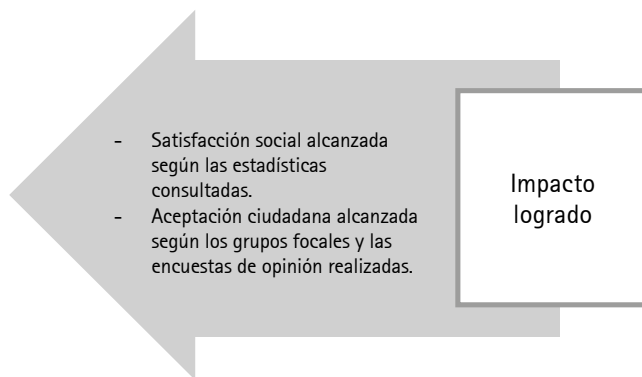 - Satisfacción social alcanzada
según las estadísticas
consultadas.
- Aceptación ciudadana alcanzada
según los grupos focales y las
encuestas de opinión realizadas.
Impacto
logrado